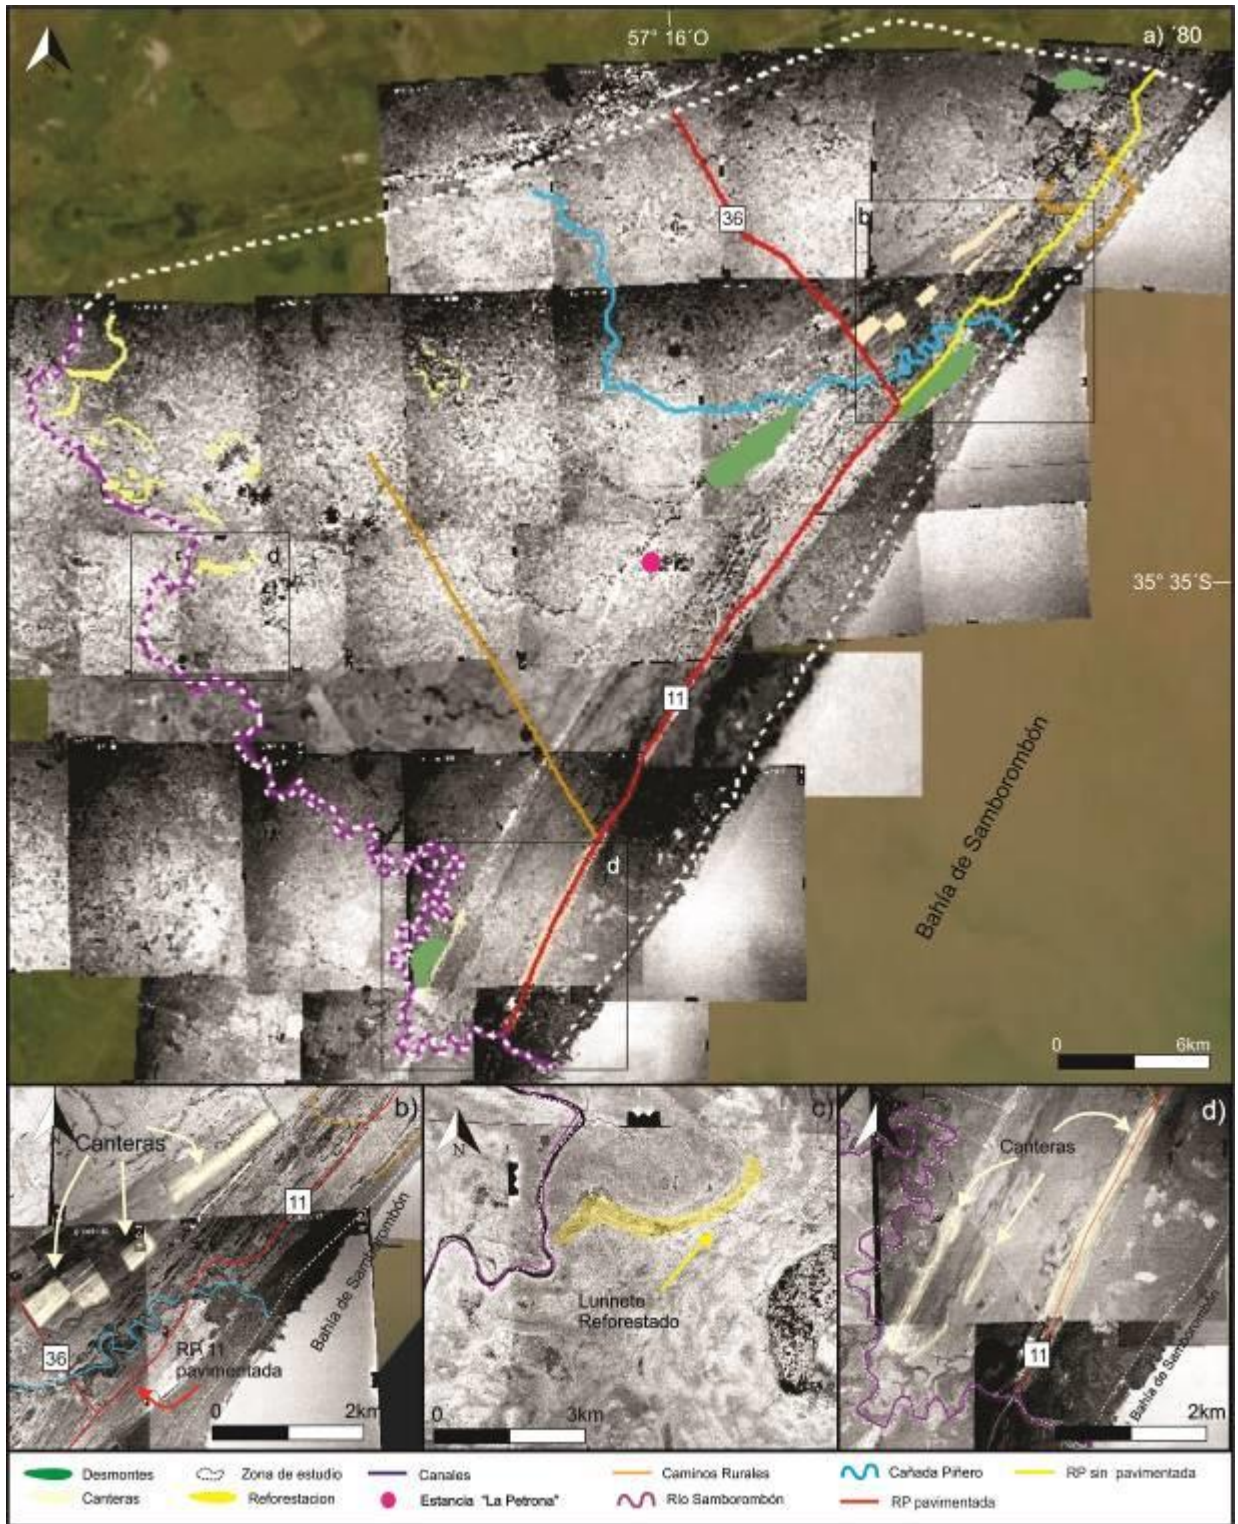 57° 16´O
a) ´80
36
b
d
35° 35´S
11
Bahía de Samborombón
d
0 6km
b)
Canteras
11
Bahía de Samborombón
36
RP 11
pavimentada
0 2km
c)
N
Lunnete
Reforestado
0 3km
d)
Canteras
11
Bahía de Samborombón
0 2km
Desmontes
Zona de estudio
Canales
Caminos Rurales
Cañada Piñero
RP sin pavimentada
Canteras
Reforestacion
Estancia "La Petrona"
Río Samborombón
RP pavimentada